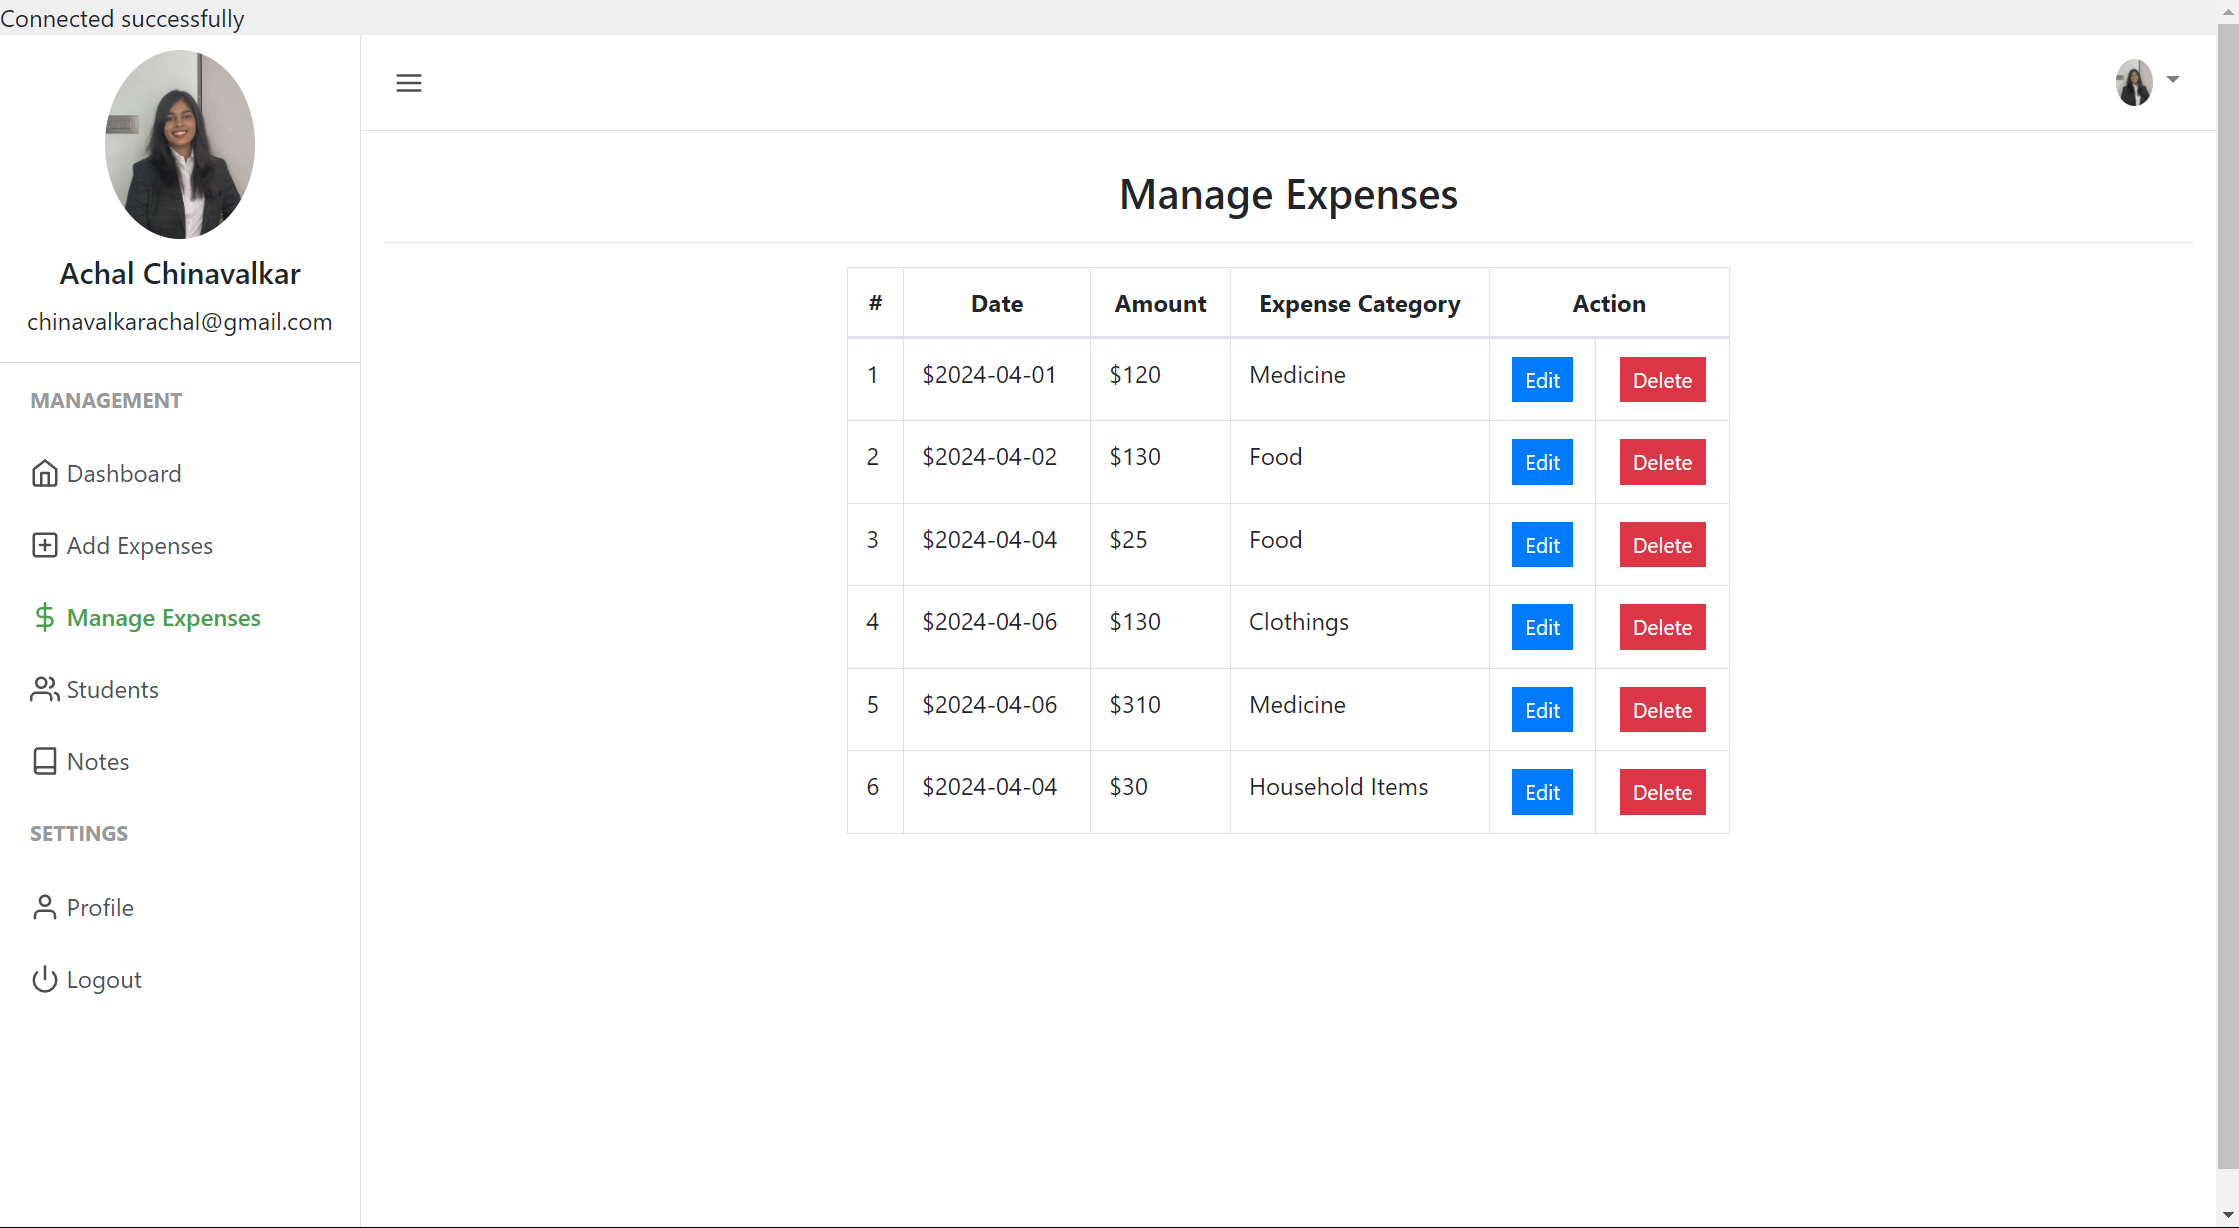 Connected successfully
Achal Chinavalkar
chinavalkarachal@gmail.com
MANAGEMENT
Dashboard
Add Expenses
Manage Expenses
Students
Notes
SETTINGS
Profile
Logout
Manage Expenses
# Date Amount Expense Category Action
1 $2024-04-01 $120 Medicine Edit Delete
2 $2024-04-02 $130 Food Edit Delete
3 $2024-04-04 $25 Food Edit Delete
4 $2024-04-06 $130 Clothings Edit Delete
5 $2024-04-06 $310 Medicine Edit Delete
6 $2024-04-04 $30 Household Items Edit Delete